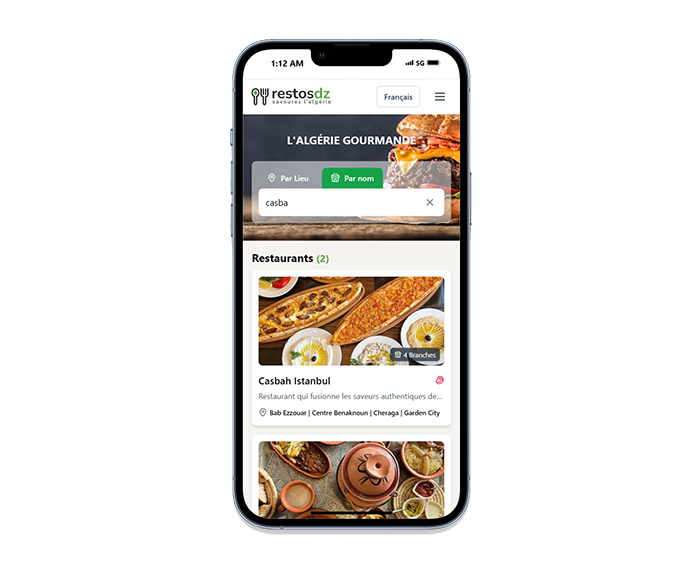 1:12 AM
5G
restosdz
savourez l'algérie
Français
L'ALGÉRIE GOURMANDE
Par Lieu
Par nom
casba
Restaurants (2)
4 Branches
Casbah Istanbul
Restaurant qui fusionne les saveurs authentiques de...
Bab Ezzouar | Centre Benaknoun | Cheraga | Garden City